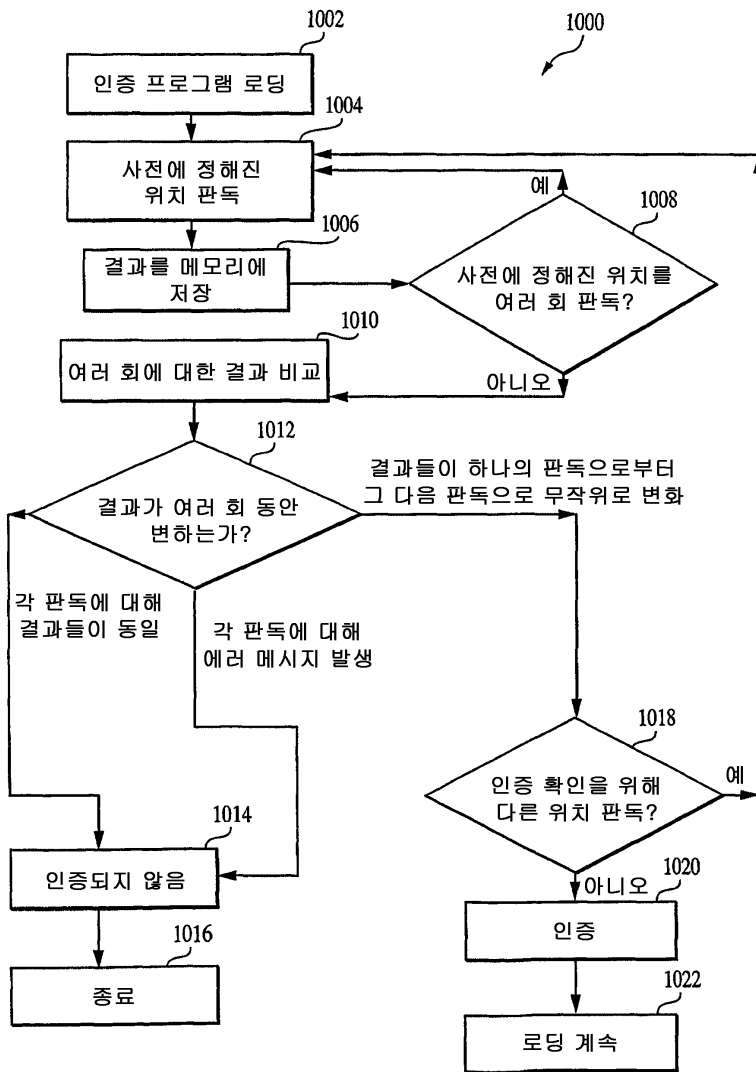 1002
1000
인증 프로그램 로딩
1004
사전에 정해진
위치 판독
예
1008
1006
결과를 메모리에
저장
사전에 정해진 위치를
여러 회 판독?
1010
여러 회에 대한 결과 비교
아니오
1012
결과가 여러 회 동안
변하는가?
결과들이 하나의 판독으로부터
그 다음 판독으로 무작위로 변화
각 판독에 대해
결과들이 동일
각 판독에 대해
에러 메시지 발생
1018
인증 확인을 위해
다른 위치 판독?
예
1014
인증되지 않음
아니오
1020
인증
1016
종료
1022
로딩 계속